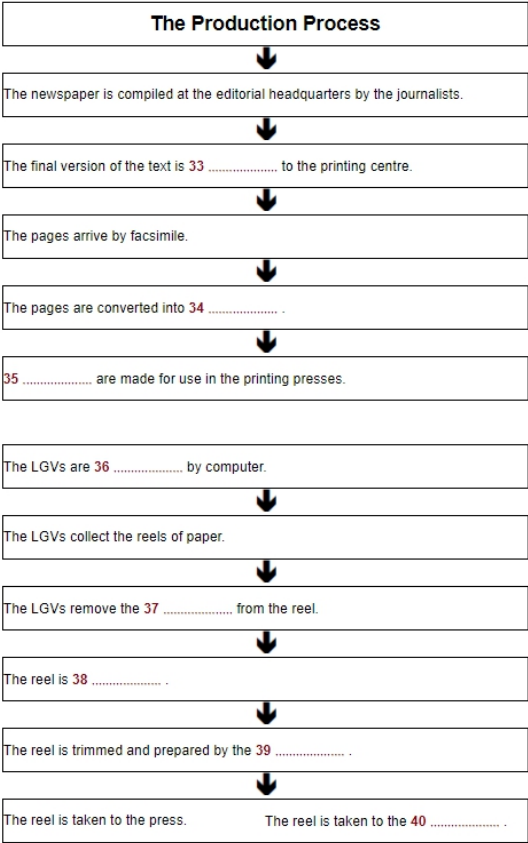 The Production Process
The newspaper is compiled at the editorial headquarters by the journalists.
The final version of the text is 33 .................... to the printing centre.
The pages arrive by facsimile.
The pages are converted into 34 .................... .
35 .................... are made for use in the printing presses.
The LGVs are 36 .................... by computer.
The LGVs collect the reels of paper.
The LGVs remove the 37 .................... from the reel.
The reel is 38 .................... .
The reel is trimmed and prepared by the 39 .................... .
The reel is taken to the press. The reel is taken to the 40 .................... .